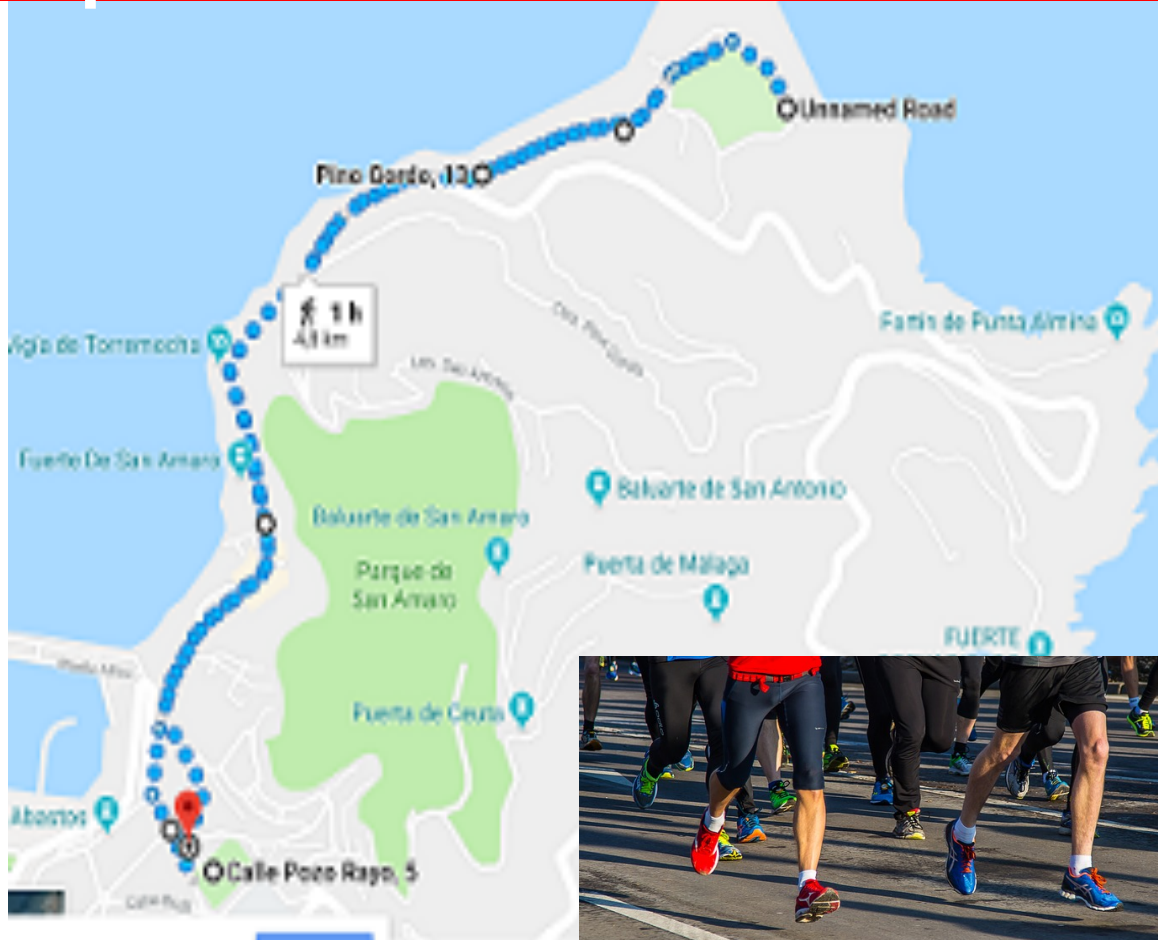 Unnamed Road
Pino Gordo, 13
1 h
4,8 km
Vigía de Torremocha
Faro de Punta Almina
Fuerte De San Amaro
Baluarte de San Antonio
Baluarte de San Amaro
Parque de
San Amaro
Puerta de Málaga
FUERTE
Puerta de Ceuta
Abastos
Calle Pozo Rayo, 5